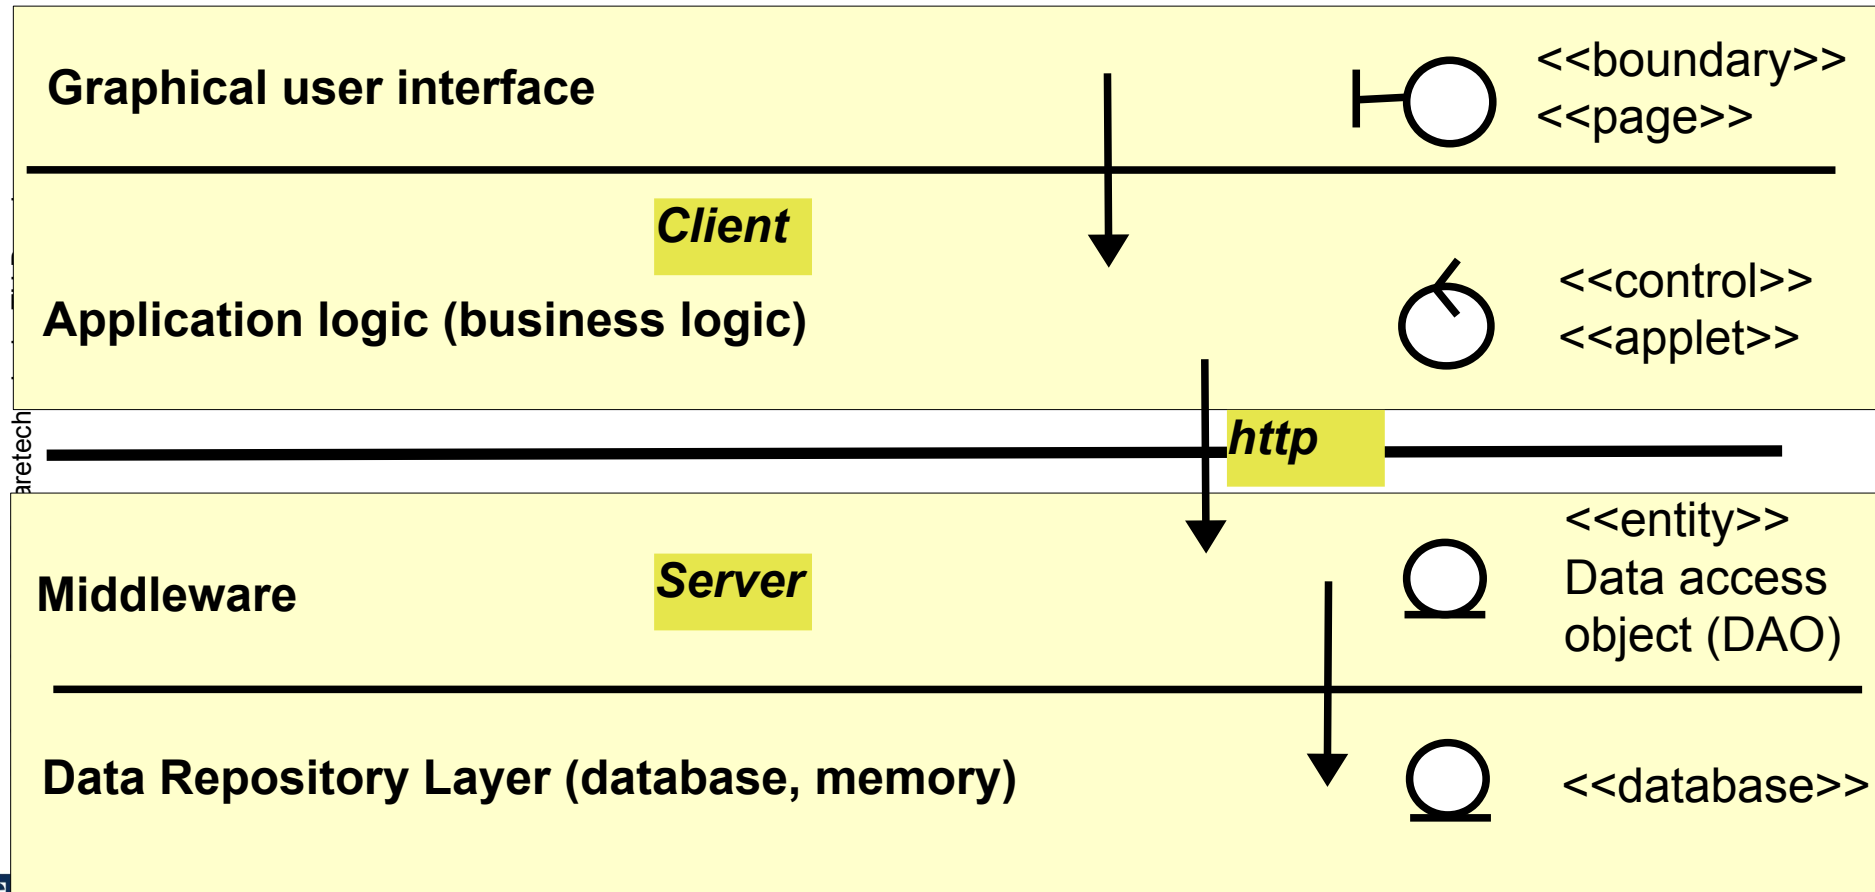 Graphical user interface
<<boundary>>
<<page>>
Client
Application logic (business logic)
<<control>>
<<applet>>
http
Middleware
Server
<<entity>>
Data access
object (DAO)
Data Repository Layer (database, memory)
<<database>>